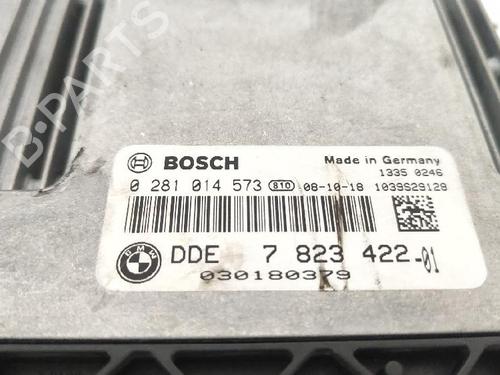 B-PARTS
BOSCH
Made in Germany
1335 0246
0 281 014 573 810 08-10-18 1039S29128
BMW
DDE 7 823 422-01
030180379